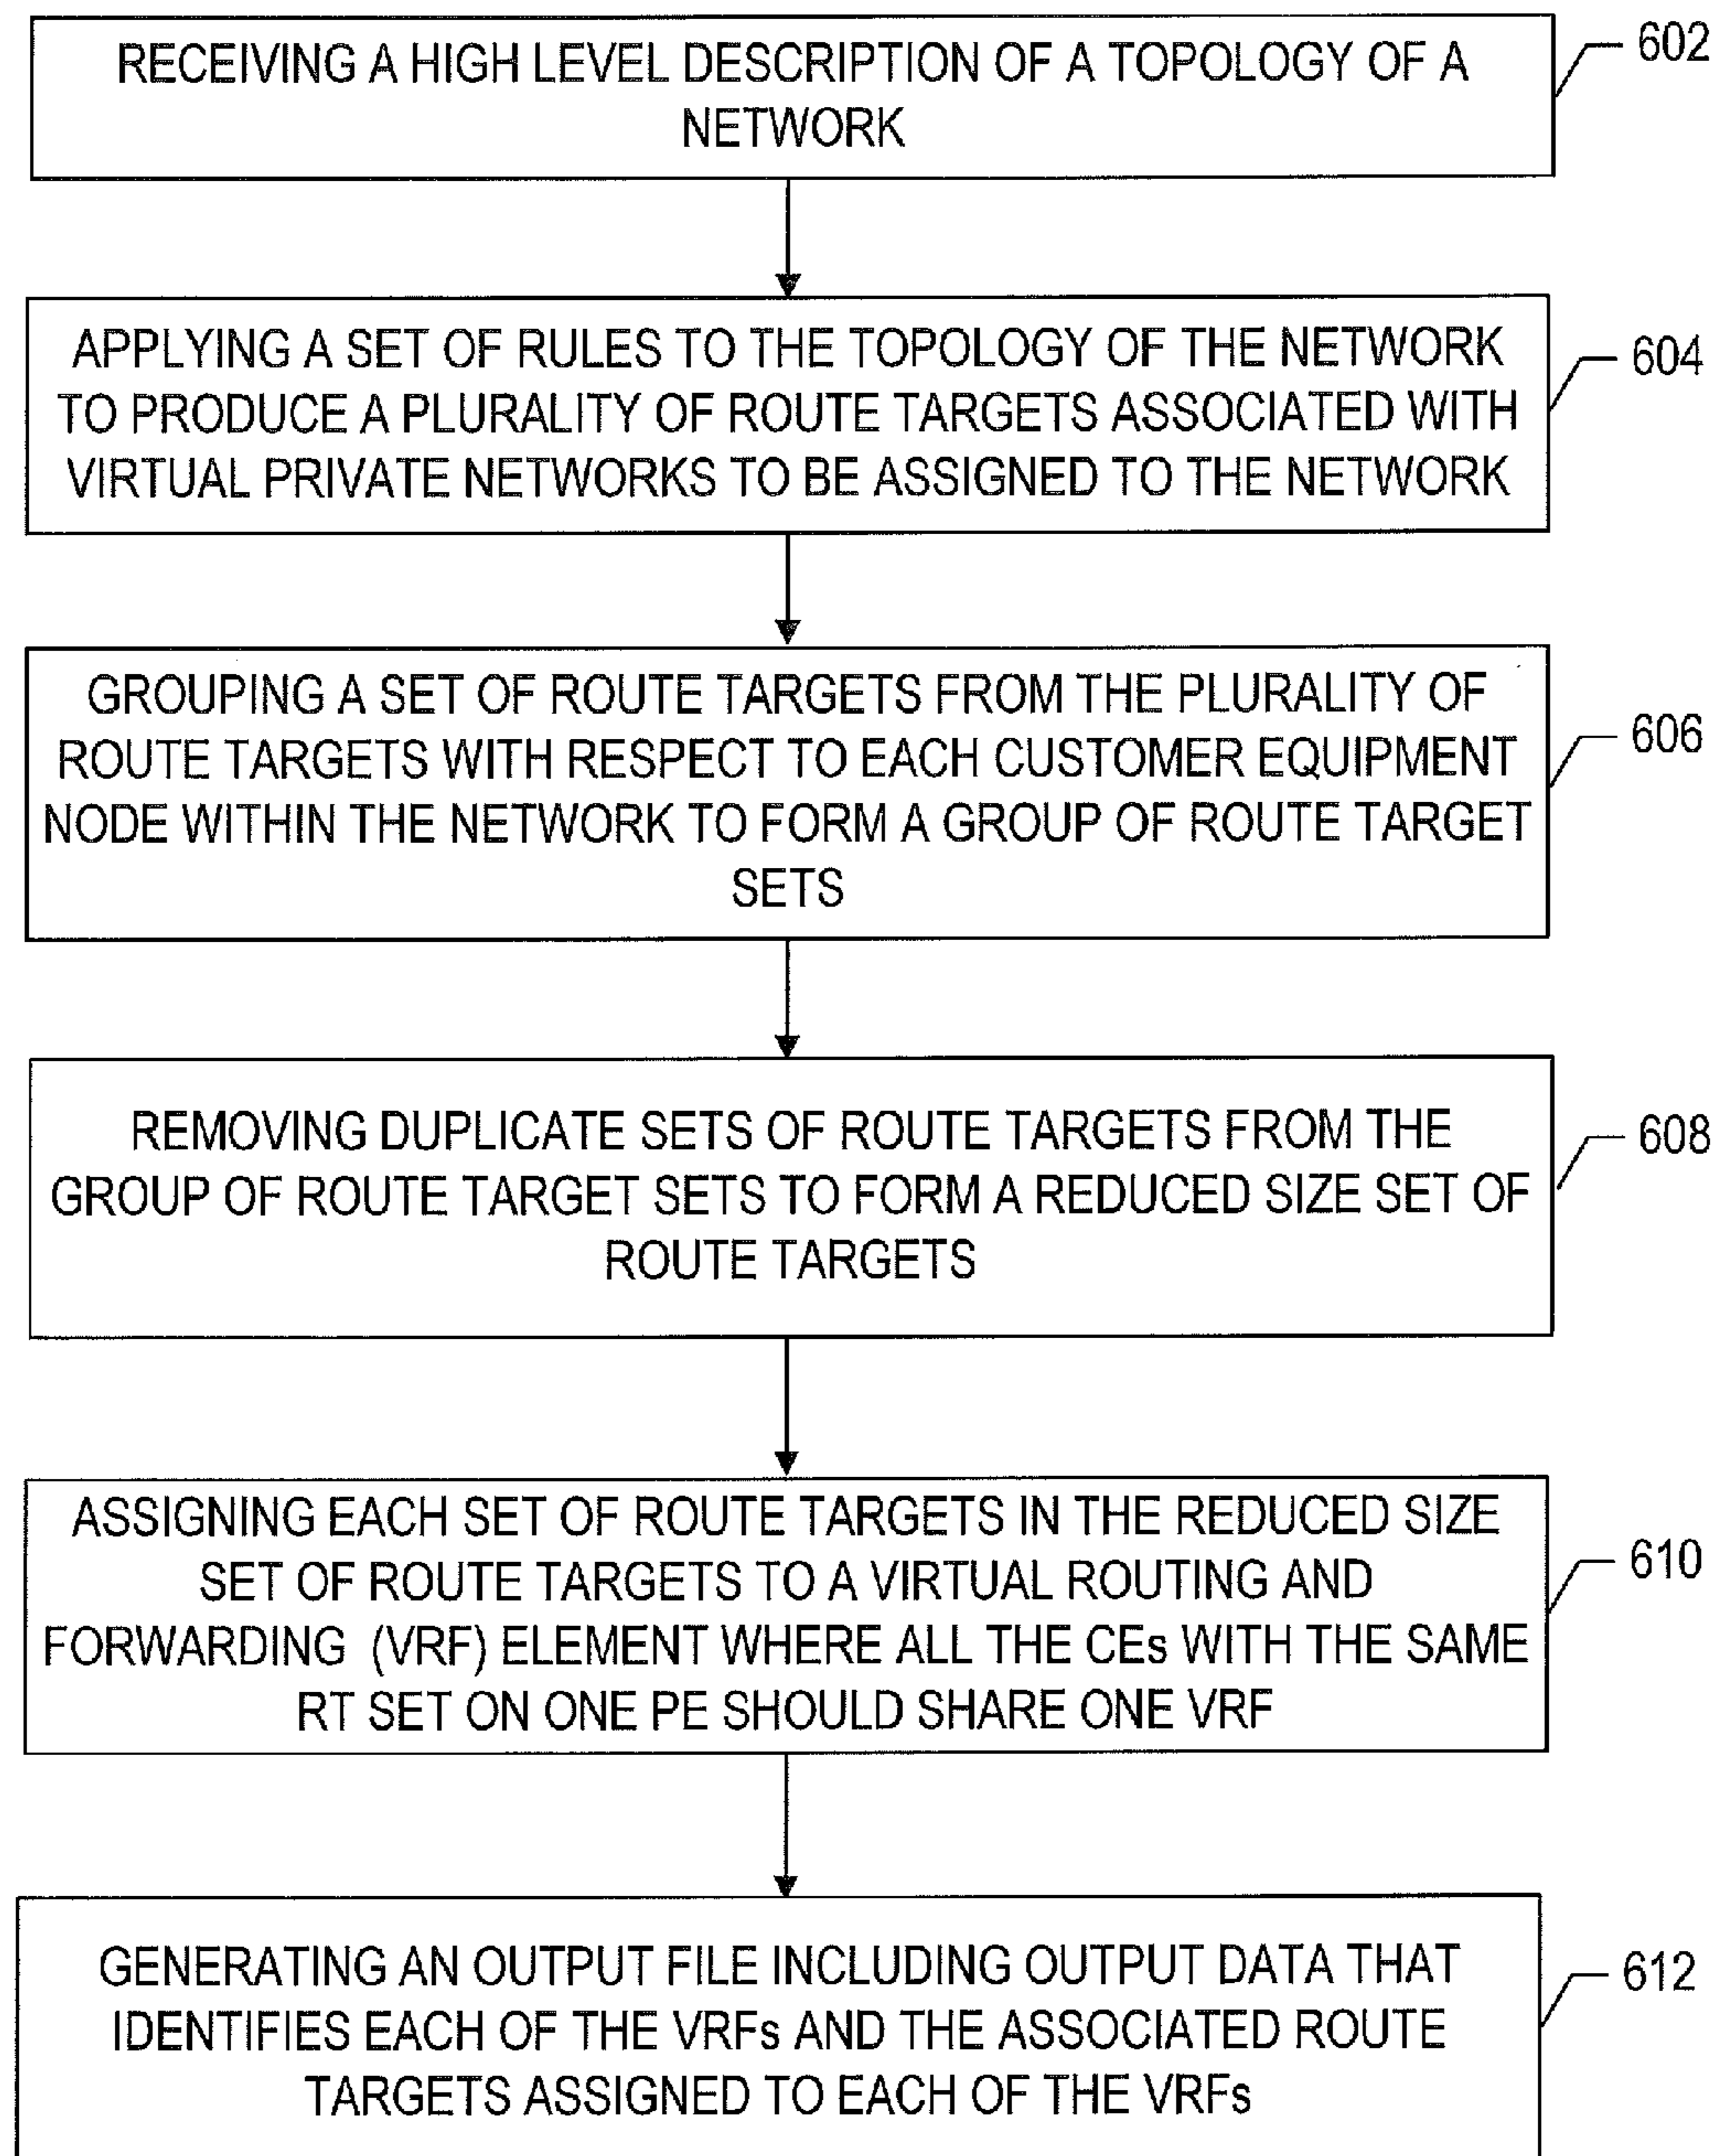 RECEIVING A HIGH LEVEL DESCRIPTION OF A TOPOLOGY OF A
NETWORK
602
APPLYING A SET OF RULES TO THE TOPOLOGY OF THE NETWORK
TO PRODUCE A PLURALITY OF ROUTE TARGETS ASSOCIATED WITH
VIRTUAL PRIVATE NETWORKS TO BE ASSIGNED TO THE NETWORK
604
GROUPING A SET OF ROUTE TARGETS FROM THE PLURALITY OF
ROUTE TARGETS WITH RESPECT TO EACH CUSTOMER EQUIPMENT
NODE WITHIN THE NETWORK TO FORM A GROUP OF ROUTE TARGET
SETS
606
REMOVING DUPLICATE SETS OF ROUTE TARGETS FROM THE
GROUP OF ROUTE TARGET SETS TO FORM A REDUCED SIZE SET OF
ROUTE TARGETS
608
ASSIGNING EACH SET OF ROUTE TARGETS IN THE REDUCED SIZE
SET OF ROUTE TARGETS TO A VIRTUAL ROUTING AND
FORWARDING (VRF) ELEMENT WHERE ALL THE CEs WITH THE SAME
RT SET ON ONE PE SHOULD SHARE ONE VRF
610
GENERATING AN OUTPUT FILE INCLUDING OUTPUT DATA THAT
IDENTIFIES EACH OF THE VRFs AND THE ASSOCIATED ROUTE
TARGETS ASSIGNED TO EACH OF THE VRFs
612